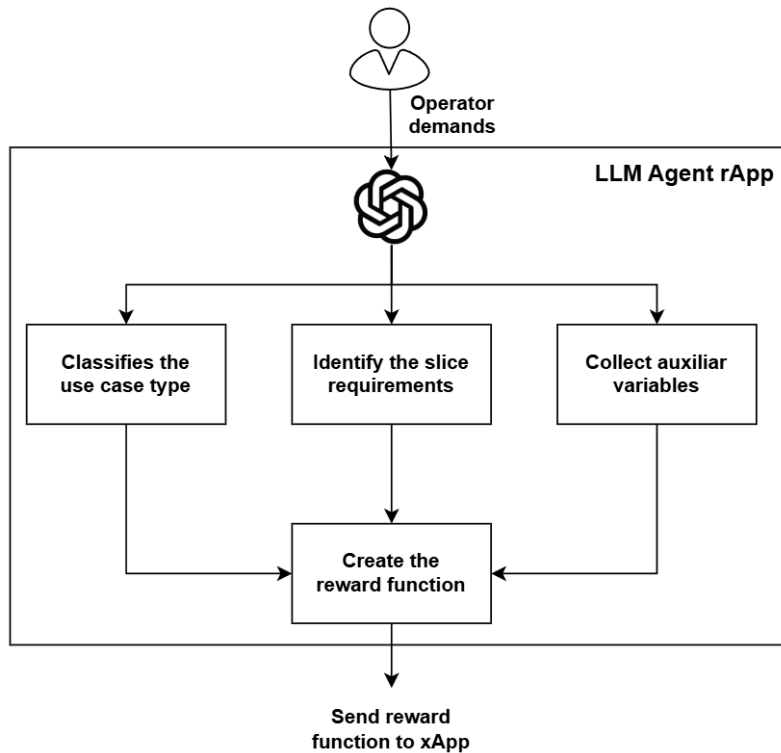 Operator
demands
LLM Agent rApp
Classifies the
use case type
Identify the slice
requirements
Collect auxiliar
variables
Create the
reward function
Send reward
function to xApp